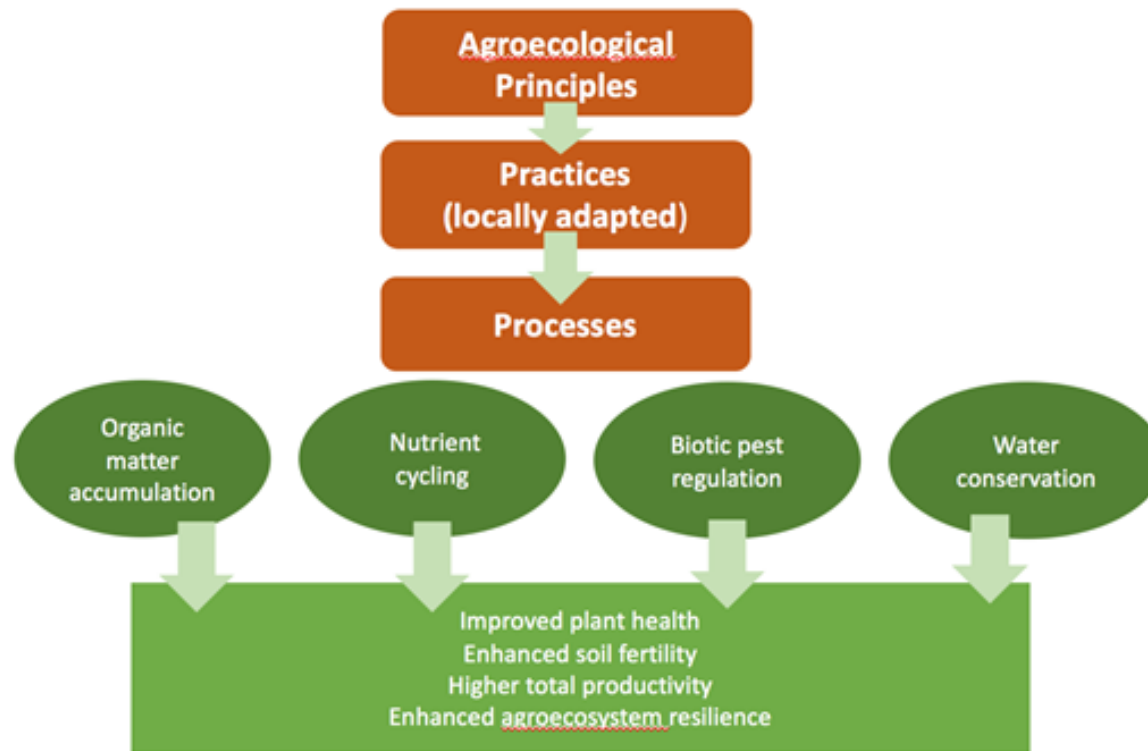 Agroecological
Principles
Practices
(locally adapted)
Processes
Organic
matter
accumulation
Nutrient
cycling
Biotic pest
regulation
Water
conservation
Improved plant health
Enhanced soil fertility
Higher total productivity
Enhanced agroecosystem resilience